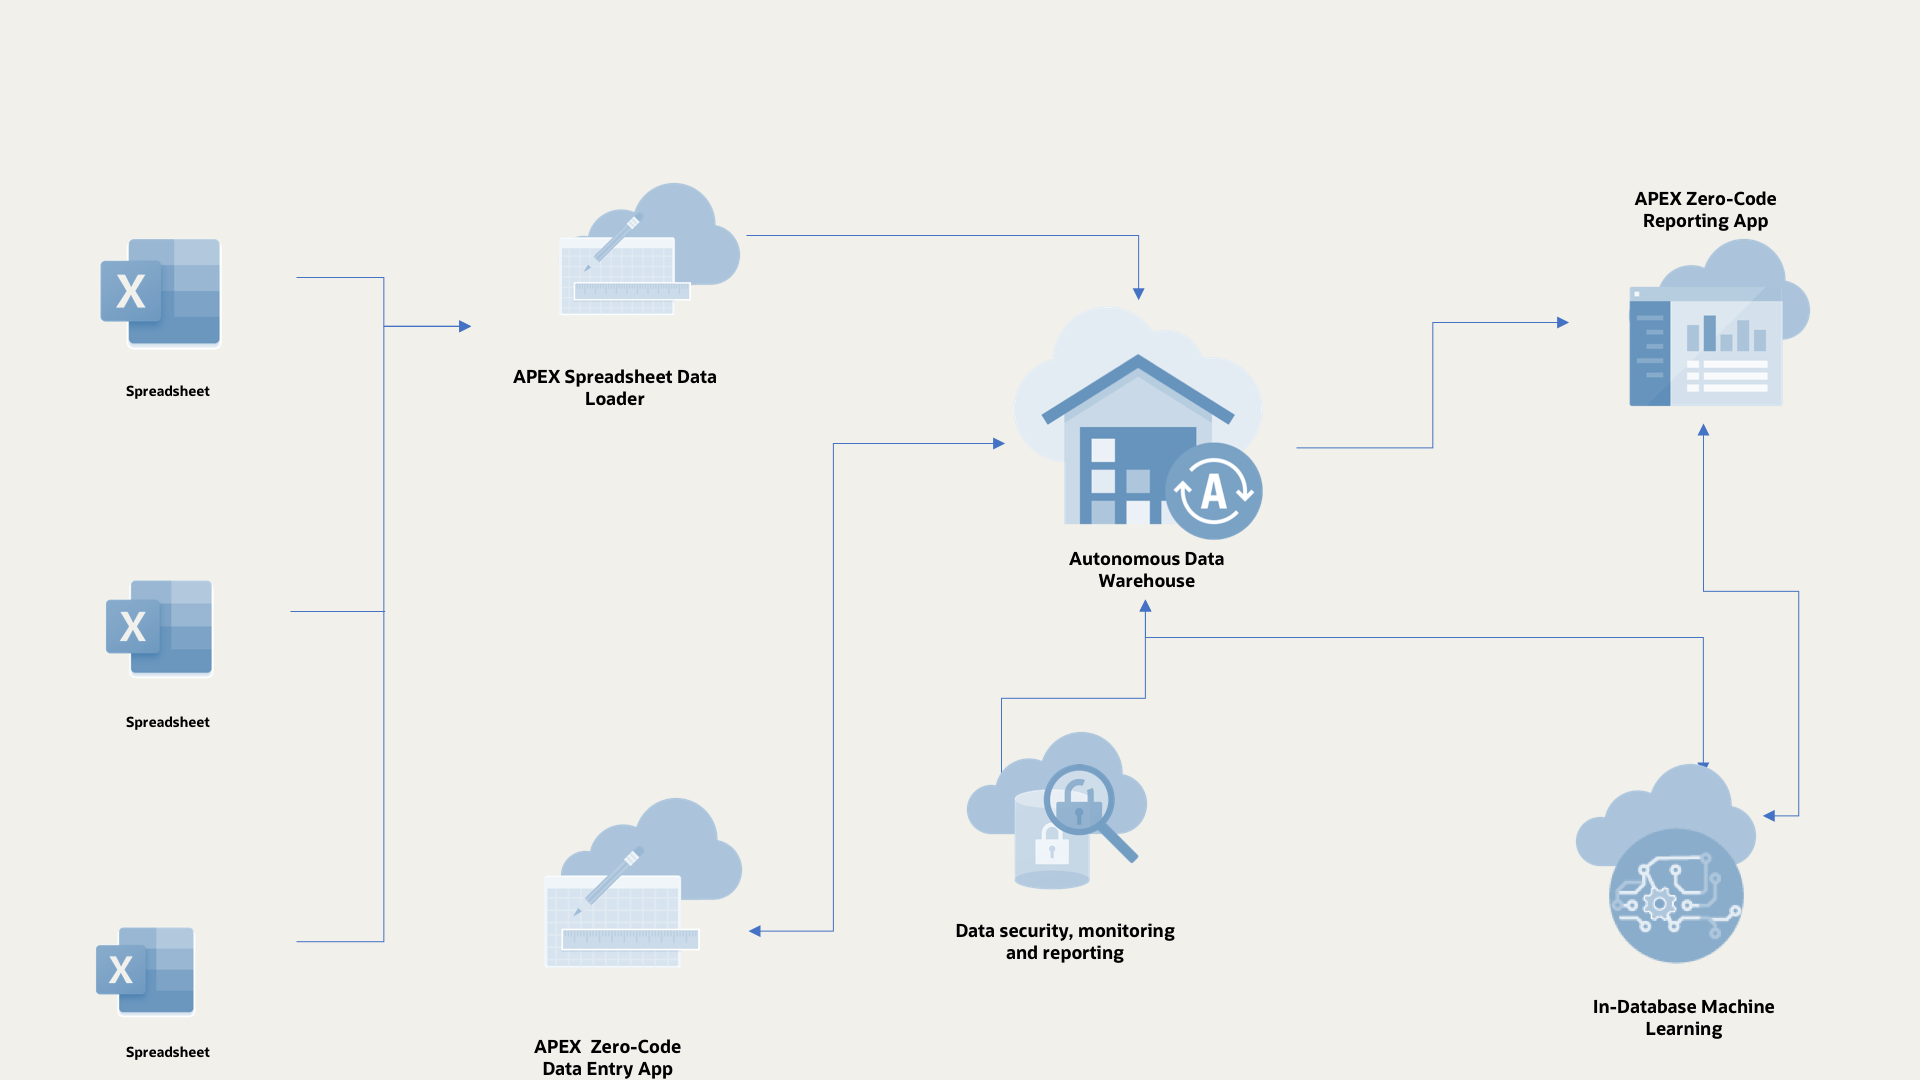 APEX Zero-Code
Reporting App
X
Spreadsheet
APEX Spreadsheet Data
Loader
A
Autonomous Data
Warehouse
X
Spreadsheet
Data security, monitoring
and reporting
In-Database Machine
Learning
X
Spreadsheet
APEX  Zero-Code
Data Entry App